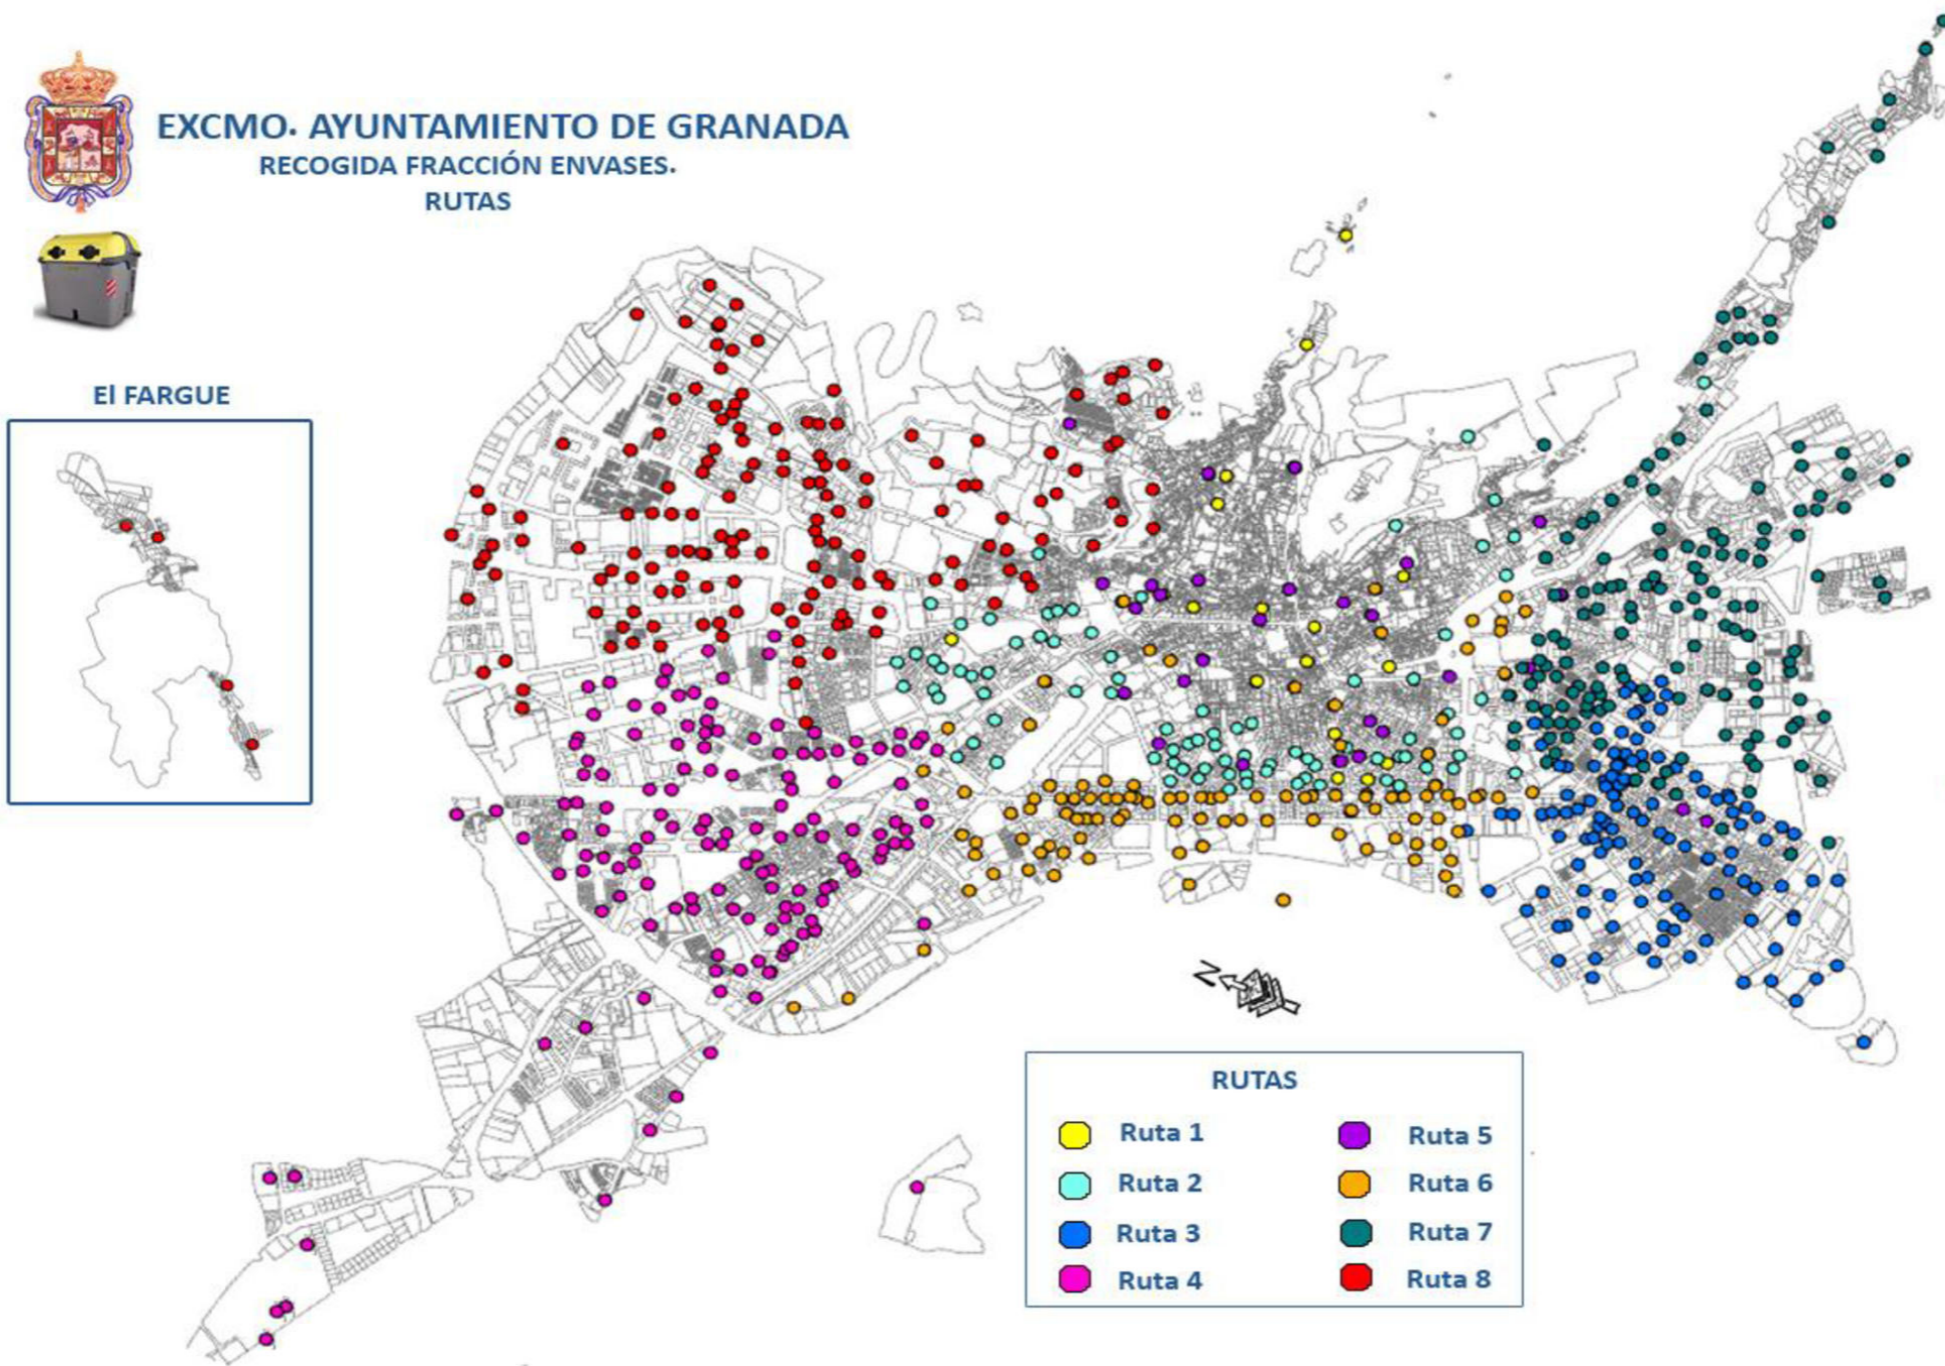 EXCMO. AYUNTAMIENTO DE GRANADA
RECOGIDA FRACCIÓN ENVASES.
RUTAS
El FARGUE
N
RUTAS
Ruta 1
Ruta 2
Ruta 3
Ruta 4
Ruta 5
Ruta 6
Ruta 7
Ruta 8